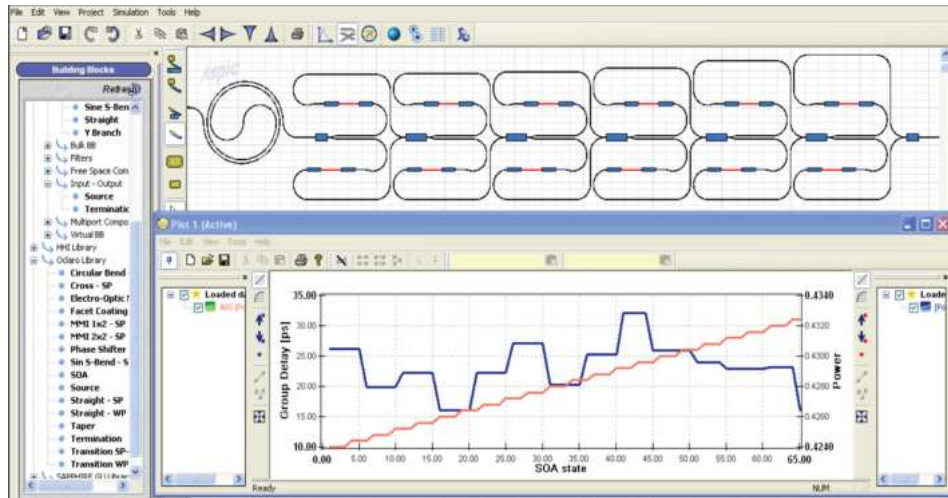 File Edit View Project Simulation Tools Help
Building Blocks
Refresh
Sine S-Ben
Straight
Y Branch
Bulk BB
Filters
Free Space Com
Input - Output
Source
Terminatic
Multiport Compo
Virtual BB
MMI Library
Oclaro Library
Circular Bend -
Cross - SP
Electro-Optic M
Facet Coating
MMI 1x2 - SP
MMI 2x2 - SP
Phase Shifter
Sin S-Bend - S
SOA
Source
Straight - SP
Straight - WP
Taper
Termination
Transition SP-
Transition WP
aspic
Plot 1 (Active)
File Edit View Tools Help
Loaded da
Group Delay [ps]
35.00
30.00
25.00
20.00
15.00
10.00
0.00 5.00 10.00 15.00 20.00 25.00 30.00 35.00 40.00 45.00 50.00 55.00 60.00 65.00
SOA state
0.4340
0.4320
0.4300
0.4280
0.4260
0.4240
Power
Loade
[Po
Ready
NUM